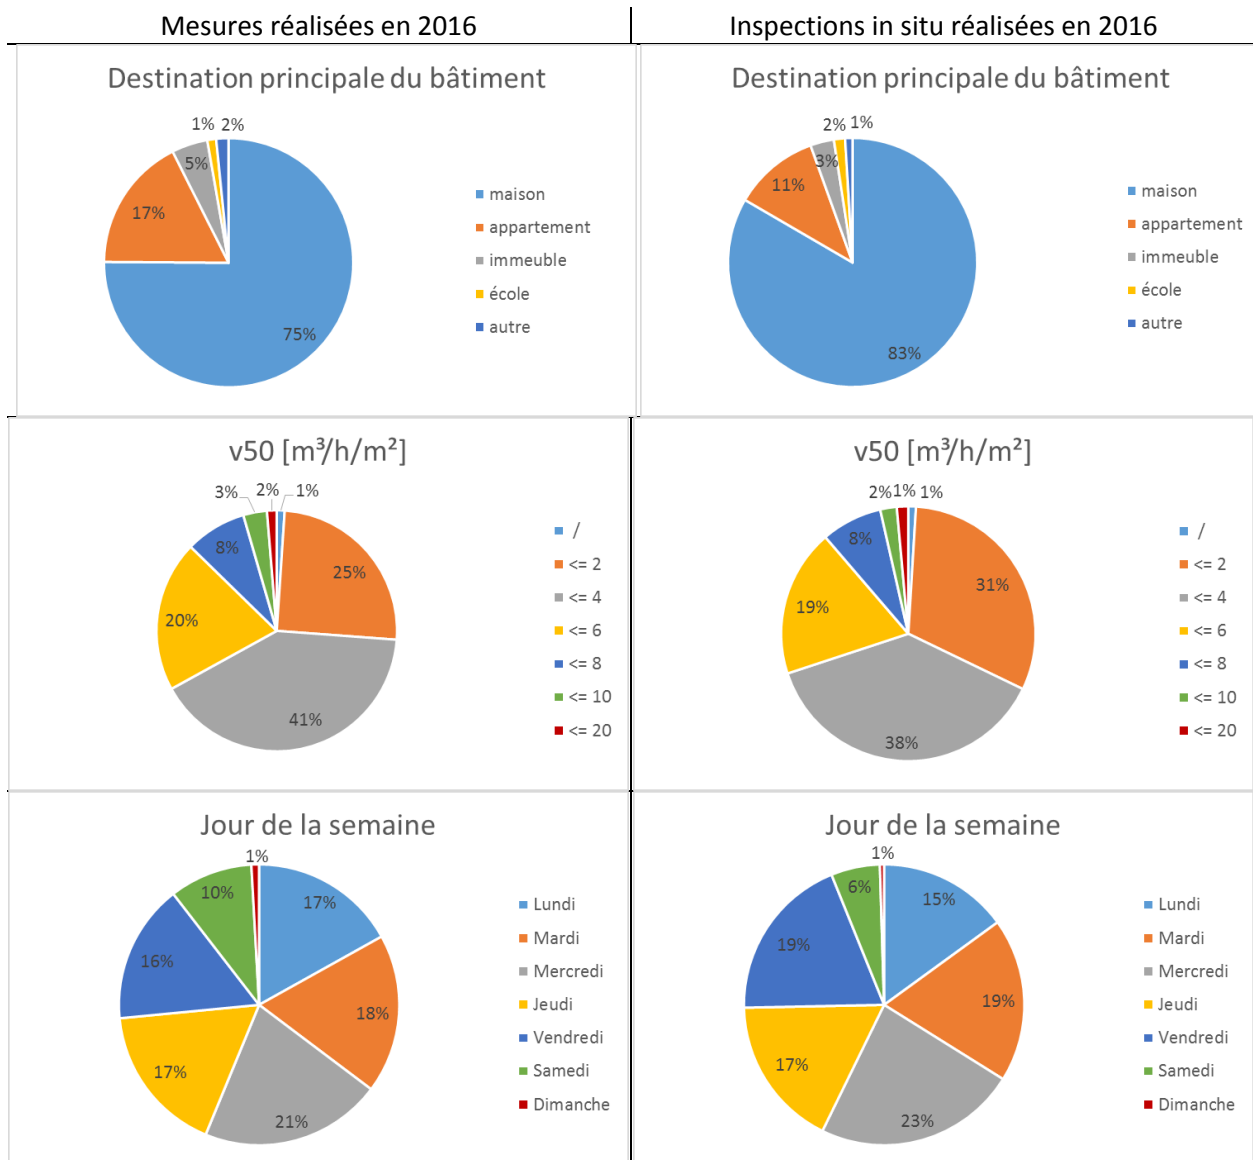 Mesures réalisées en 2016
Inspections in situ réalisées en 2016
Destination principale du bâtiment
1% 2%
5%
17%
75%
maison
appartement
immeuble
école
autre
Destination principale du bâtiment
2% 1%
3%
11%
83%
maison
appartement
immeuble
école
autre
v50 [m³/h/m²]
3% 2% 1%
8%
25%
20%
41%
/
<= 2
<= 4
<= 6
<= 8
<= 10
<= 20
v50 [m³/h/m²]
2% 1% 1%
8%
31%
19%
38%
/
<= 2
<= 4
<= 6
<= 8
<= 10
<= 20
Jour de la semaine
1%
10%
17%
16%
18%
17%
21%
Lundi
Mardi
Mercredi
Jeudi
Vendredi
Samedi
Dimanche
Jour de la semaine
1%
6%
15%
19%
19%
17%
23%
Lundi
Mardi
Mercredi
Jeudi
Vendredi
Samedi
Dimanche